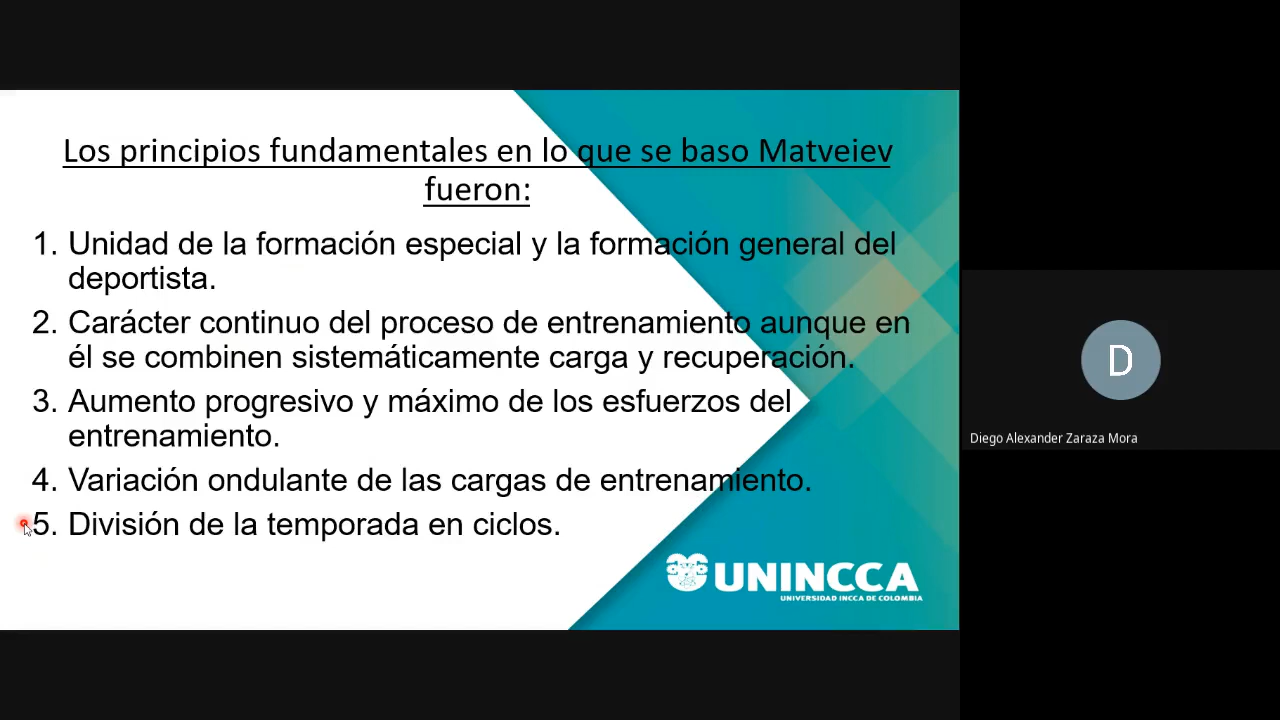 Los principios fundamentales en lo que se baso Matveiev
fueron:
1. Unidad de la formación especial y la formación general del
deportista.
2. Carácter continuo del proceso de entrenamiento aunque en
él se combinen sistemáticamente carga y recuperación.
3. Aumento progresivo y máximo de los esfuerzos del
entrenamiento.
4. Variación ondulante de las cargas de entrenamiento.
5. División de la temporada en ciclos.
UNINCCA
UNIVERSIDAD INCCA DE COLOMBIA
D
Diego Alexander Zaraza Mora